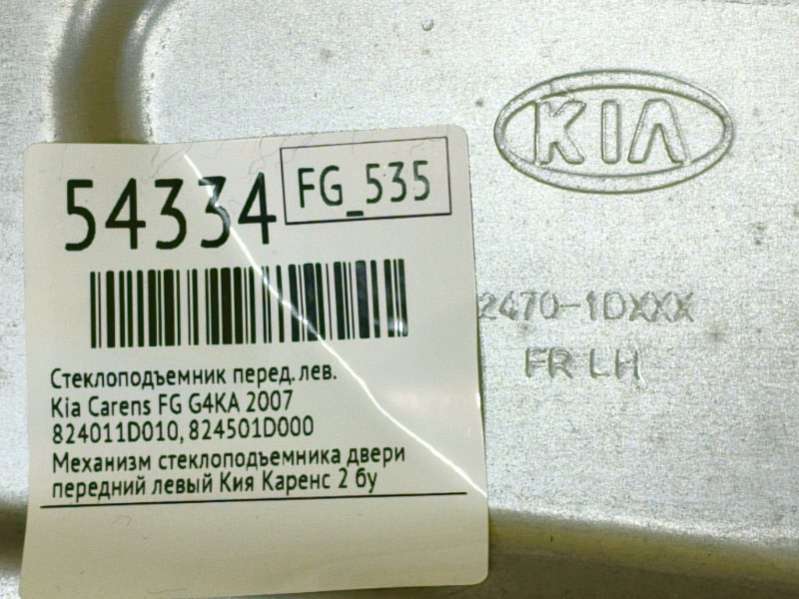 KIA
54334
FG_535
Стеклоподъемник перед. лев.
Kia Carens FG G4KA 2007
824011D010, 824501D000
Механизм стеклоподъемника двери
передний левый Кия Каренс 2 бу
2470-1DXXX
FR LH